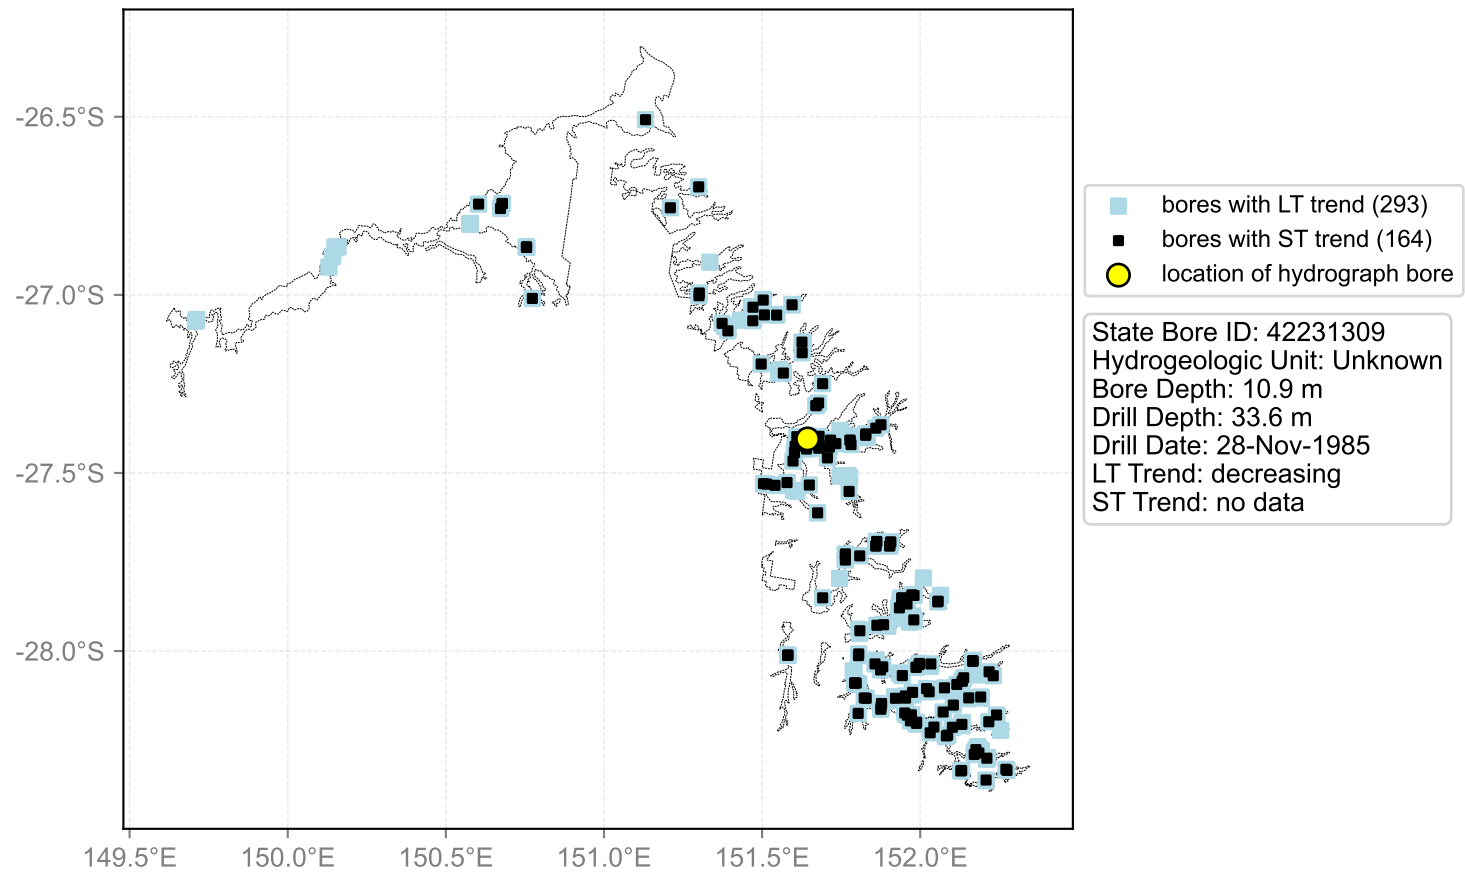 -26.5°S
-27.0°S
-27.5°S
-28.0°S
149.5°E 150.0°E 150.5°E 151.0°E 151.5°E 152.0°E
bores with LT trend (293)
bores with ST trend (164)
location of hydrograph bore
State Bore ID: 42231309
Hydrogeologic Unit: Unknown
Bore Depth: 10.9 m
Drill Depth: 33.6 m
Drill Date: 28-Nov-1985
LT Trend: decreasing
ST Trend: no data